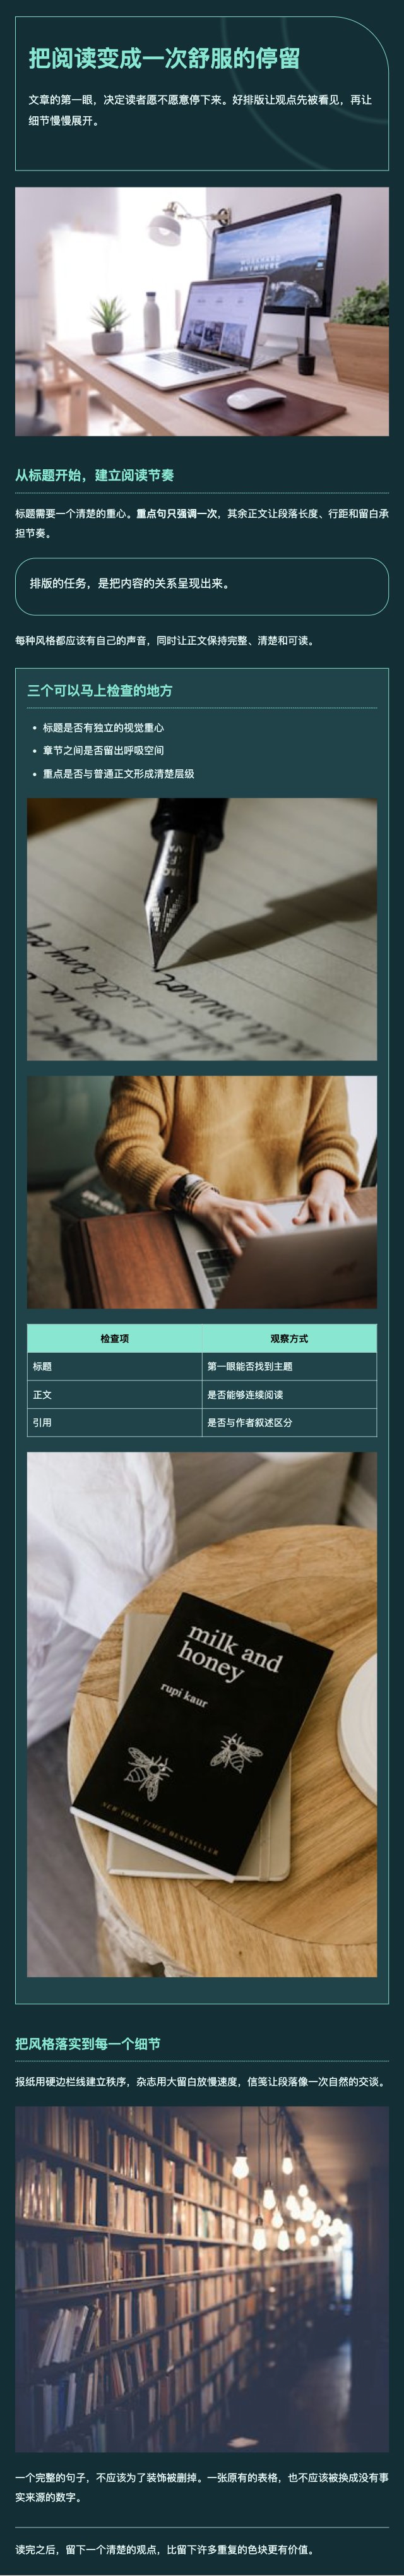 把阅读变成一次舒服的停留
文章的第一眼，决定读者愿不愿意停下来。好排版让观点先被看见，再让
细节慢慢展开。
从标题开始，建立阅读节奏
标题需要一个清楚的重心。重点句只强调一次，其余正文让段落长度、行距和留白承
担节奏。
排版的任务，是把内容的关系呈现出来。
每种风格都应该有自己的声音，同时让正文保持完整、清楚和可读。
三个可以马上检查的地方
• 标题是否有独立的视觉重心
• 章节之间是否留出呼吸空间
• 重点是否与普通正文形成清楚层级
检查项 观察方式
标题 第一眼能否找到主题
正文 是否能够连续阅读
引用 是否与作者叙述区分
milk and
honey
rupi kaur
NEW YORK TIMES BESTSELLER
把风格落实到每一个细节
报纸用硬边栏线建立秩序，杂志用大留白放慢速度，信笺让段落像一次自然的交谈。
一个完整的句子，不应该为了装饰被删掉。一张原有的表格，也不应该被换成没有事
实来源的数字。
读完之后，留下一个清楚的观点，比留下许多重复的色块更有价值。